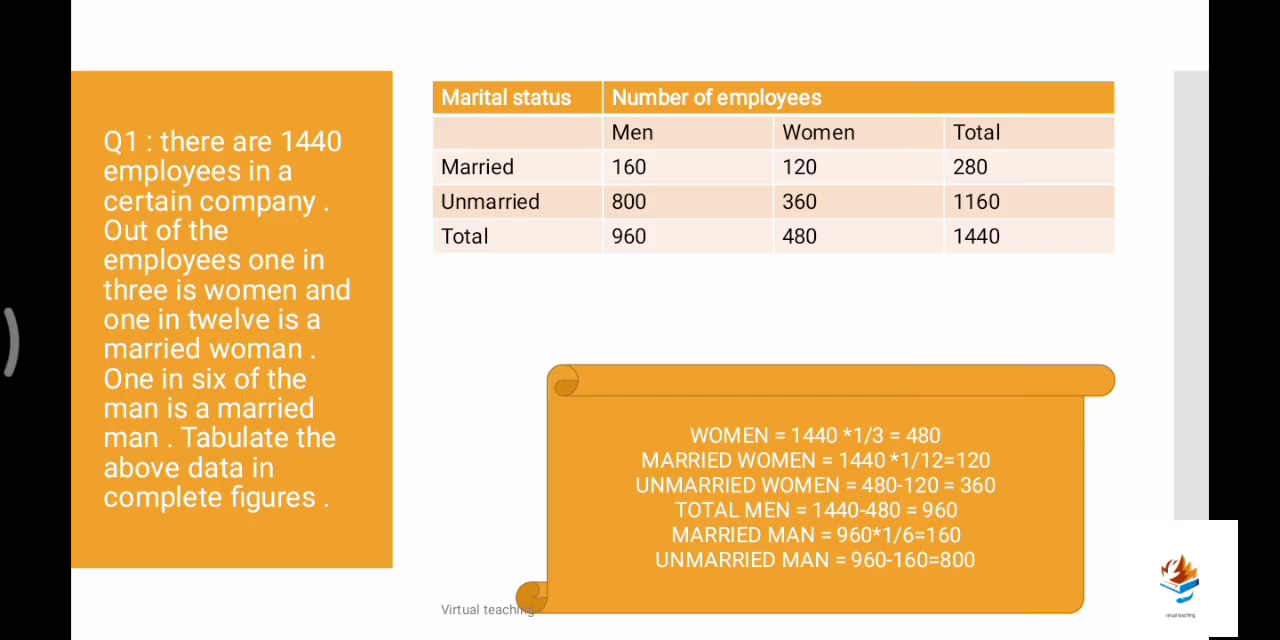 Q1 : there are 1440
employees in a
certain company .
Out of the
employees one in
three is women and
one in twelve is a
married woman .
One in six of the
man is a married
man . Tabulate the
above data in
complete figures .
Marital status Number of employees
Men Women Total
Married 160 120 280
Unmarried 800 360 1160
Total 960 480 1440
WOMEN = 1440 *1/3 = 480
MARRIED WOMEN = 1440 *1/12=120
UNMARRIED WOMEN = 480-120 = 360
TOTAL MEN = 1440-480 = 960
MARRIED MAN = 960*1/6=160
UNMARRIED MAN = 960-160=800
Virtual teaching
virtual teaching